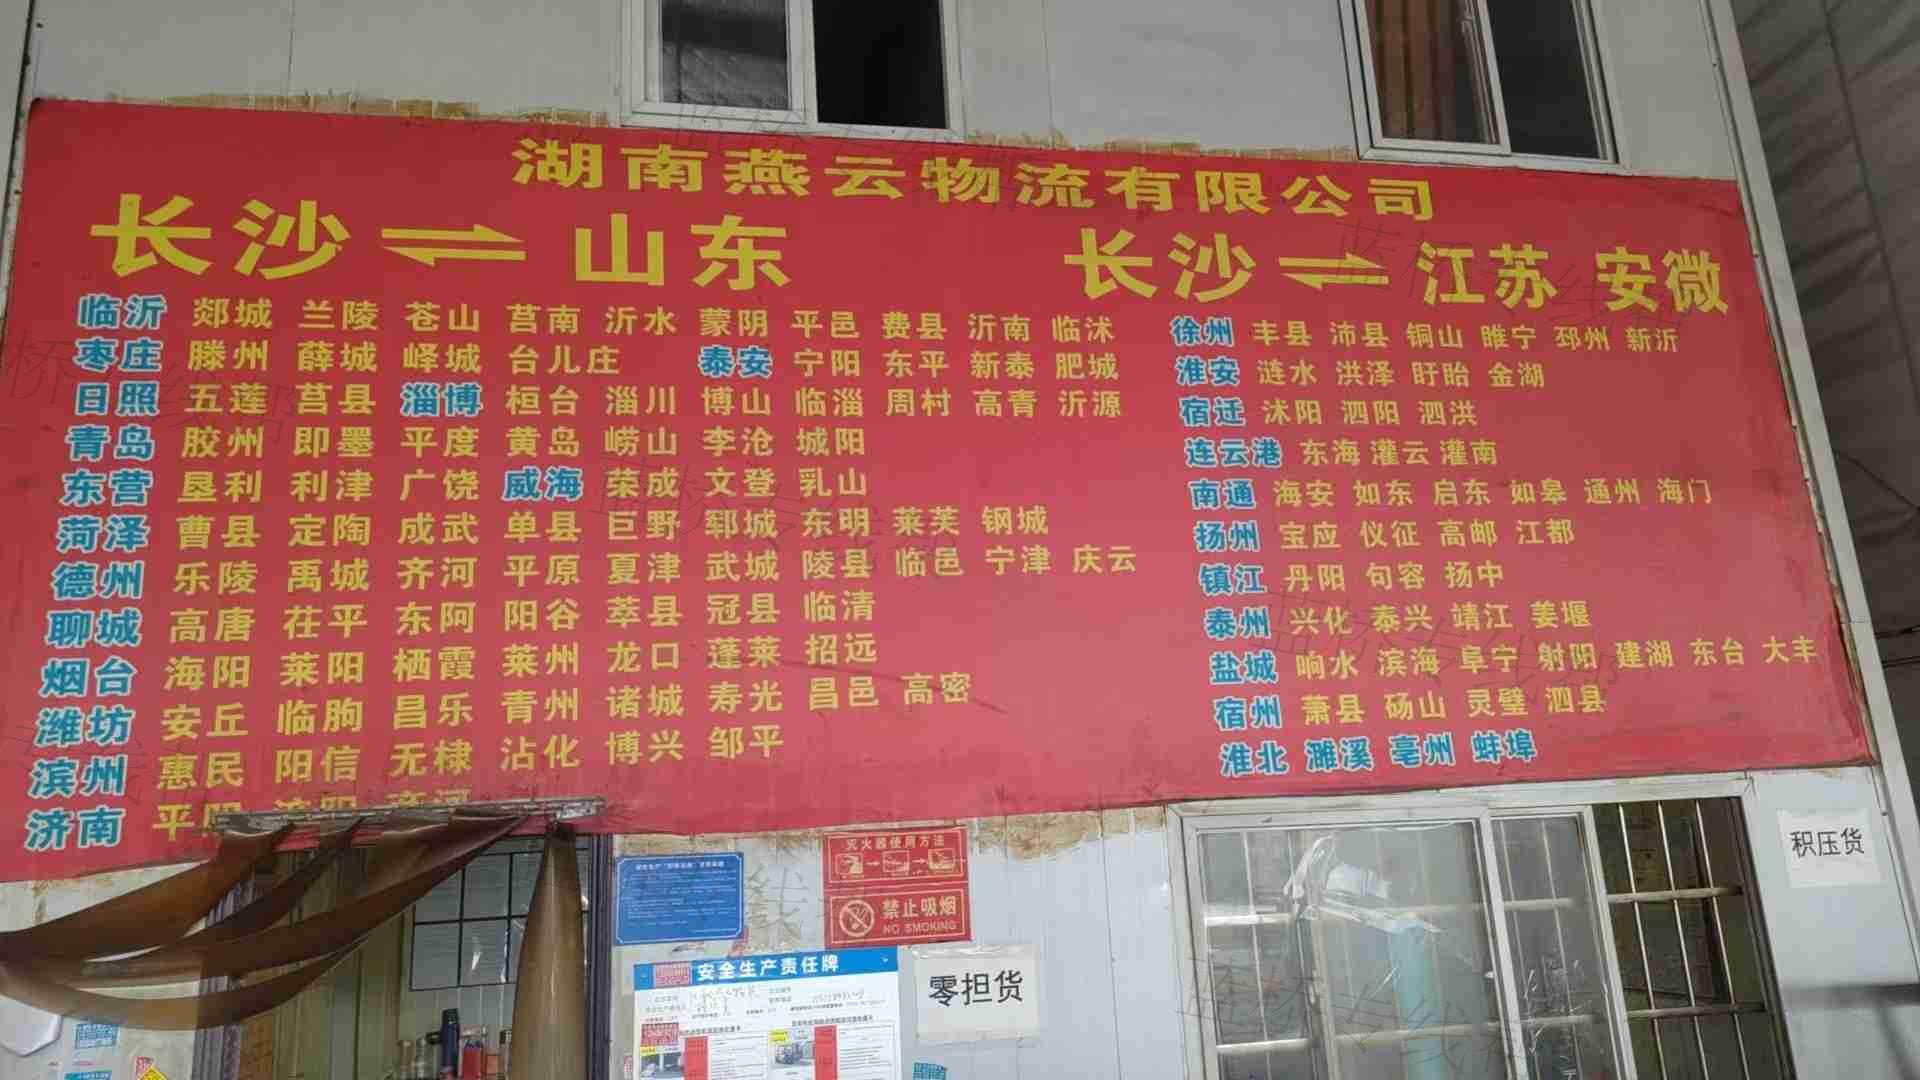 湖南燕云物流有限公司
长沙⇌山东
临沂 郯城 兰陵 苍山 莒南 沂水 蒙阴 平邑 费县 沂南 临沭
枣庄 滕州 薛城 峄城 台儿庄 泰安 宁阳 东平 新泰 肥城
日照 五莲 莒县 淄博 桓台 淄川 博山 临淄 周村 高青 沂源
青岛 胶州 即墨 平度 黄岛 崂山 李沧 城阳
东营 垦利 利津 广饶 威海 荣成 文登 乳山
菏泽 曹县 定陶 成武 单县 巨野 郓城 东明 莱芙 钢城
德州 乐陵 禹城 齐河 平原 夏津 武城 陵县 临邑 宁津 庆云
聊城 高唐 茌平 东阿 阳谷 莘县 冠县 临清
烟台 海阳 莱阳 栖霞 莱州 龙口 蓬莱 招远
潍坊 安丘 临朐 昌乐 青州 诸城 寿光 昌邑 高密
滨州 惠民 阳信 无棣 沾化 博兴 邹平
济南 平阴 济阳 商河
长沙⇌江苏 安微
徐州 丰县 沛县 铜山 睢宁 邳州 新沂
淮安 涟水 洪泽 盱眙 金湖
宿迁 沭阳 泗阳 泗洪
连云港 东海 灌云 灌南
南通 海安 如东 启东 如皋 通州 海门
扬州 宝应 仪征 高邮 江都
镇江 丹阳 句容 扬中
泰州 兴化 泰兴 靖江 姜堰
盐城 响水 滨海 阜宁 射阳 建湖 东台 大丰
宿州 萧县 砀山 灵璧 泗县
淮北 濉溪 亳州 蚌埠
积压货
灭火器使用方法
禁止吸烟
NO SMOKING
安全生产责任牌
零担货
蓝桥专线帮